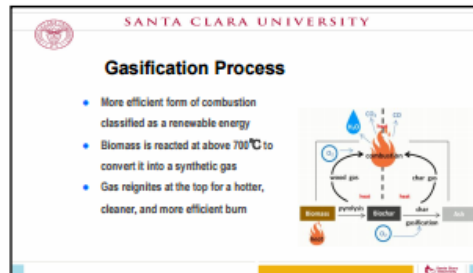 SANTA CLARA UNIVERSITY
Gasification Process
More efficient form of combustion
classified as a renewable energy
Biomass is reacted at above 700℃ to
convert it into a synthetic gas
Gas reignites at the top for a hotter,
cleaner, and more efficient burn
CO₂
CO
H₂O
heat
O₂
combustion
wood gas
char gas
heat
heat
Biomass
pyrolysis
Biochar
char
gasification
Ash
O₂